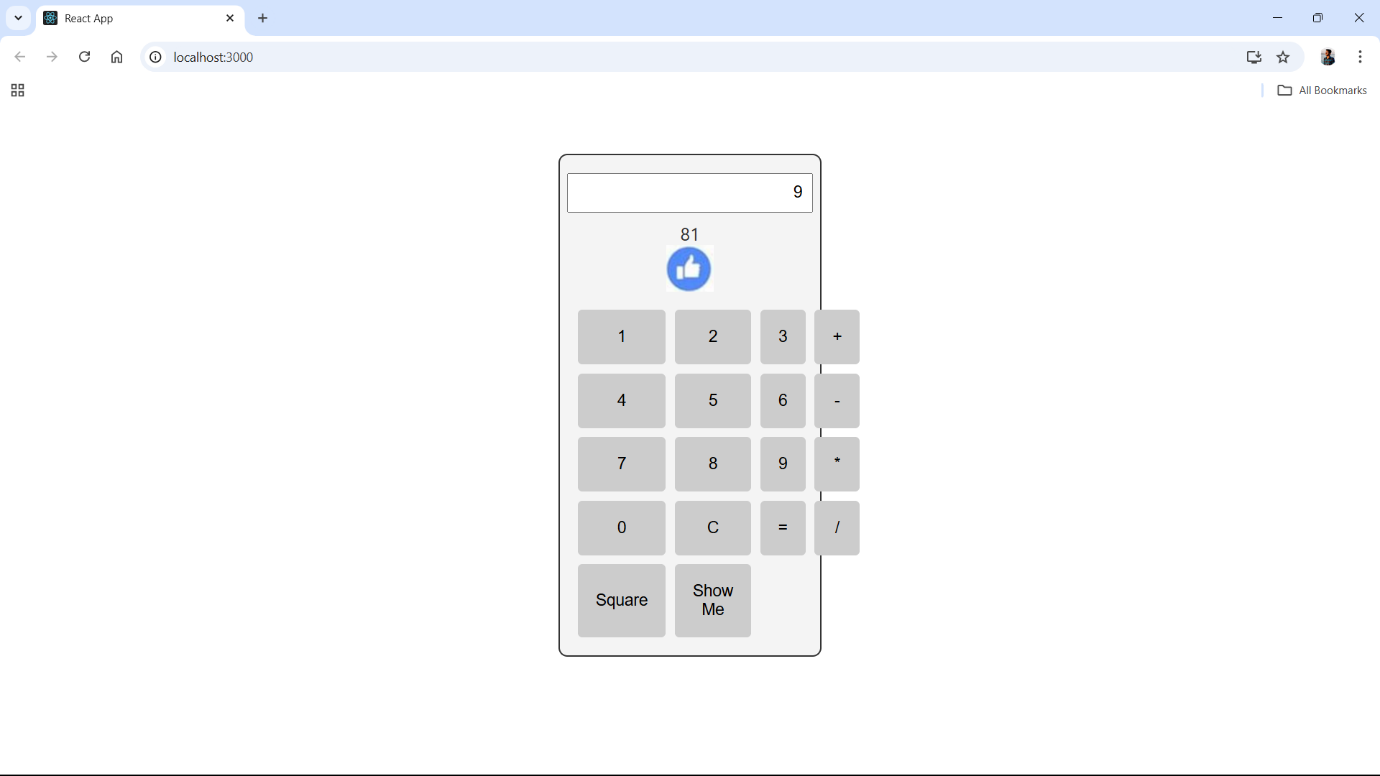 React App
localhost:3000
All Bookmarks
9
81
1 2 3 +
4 5 6 -
7 8 9 *
0 C = /
Square Show
Me